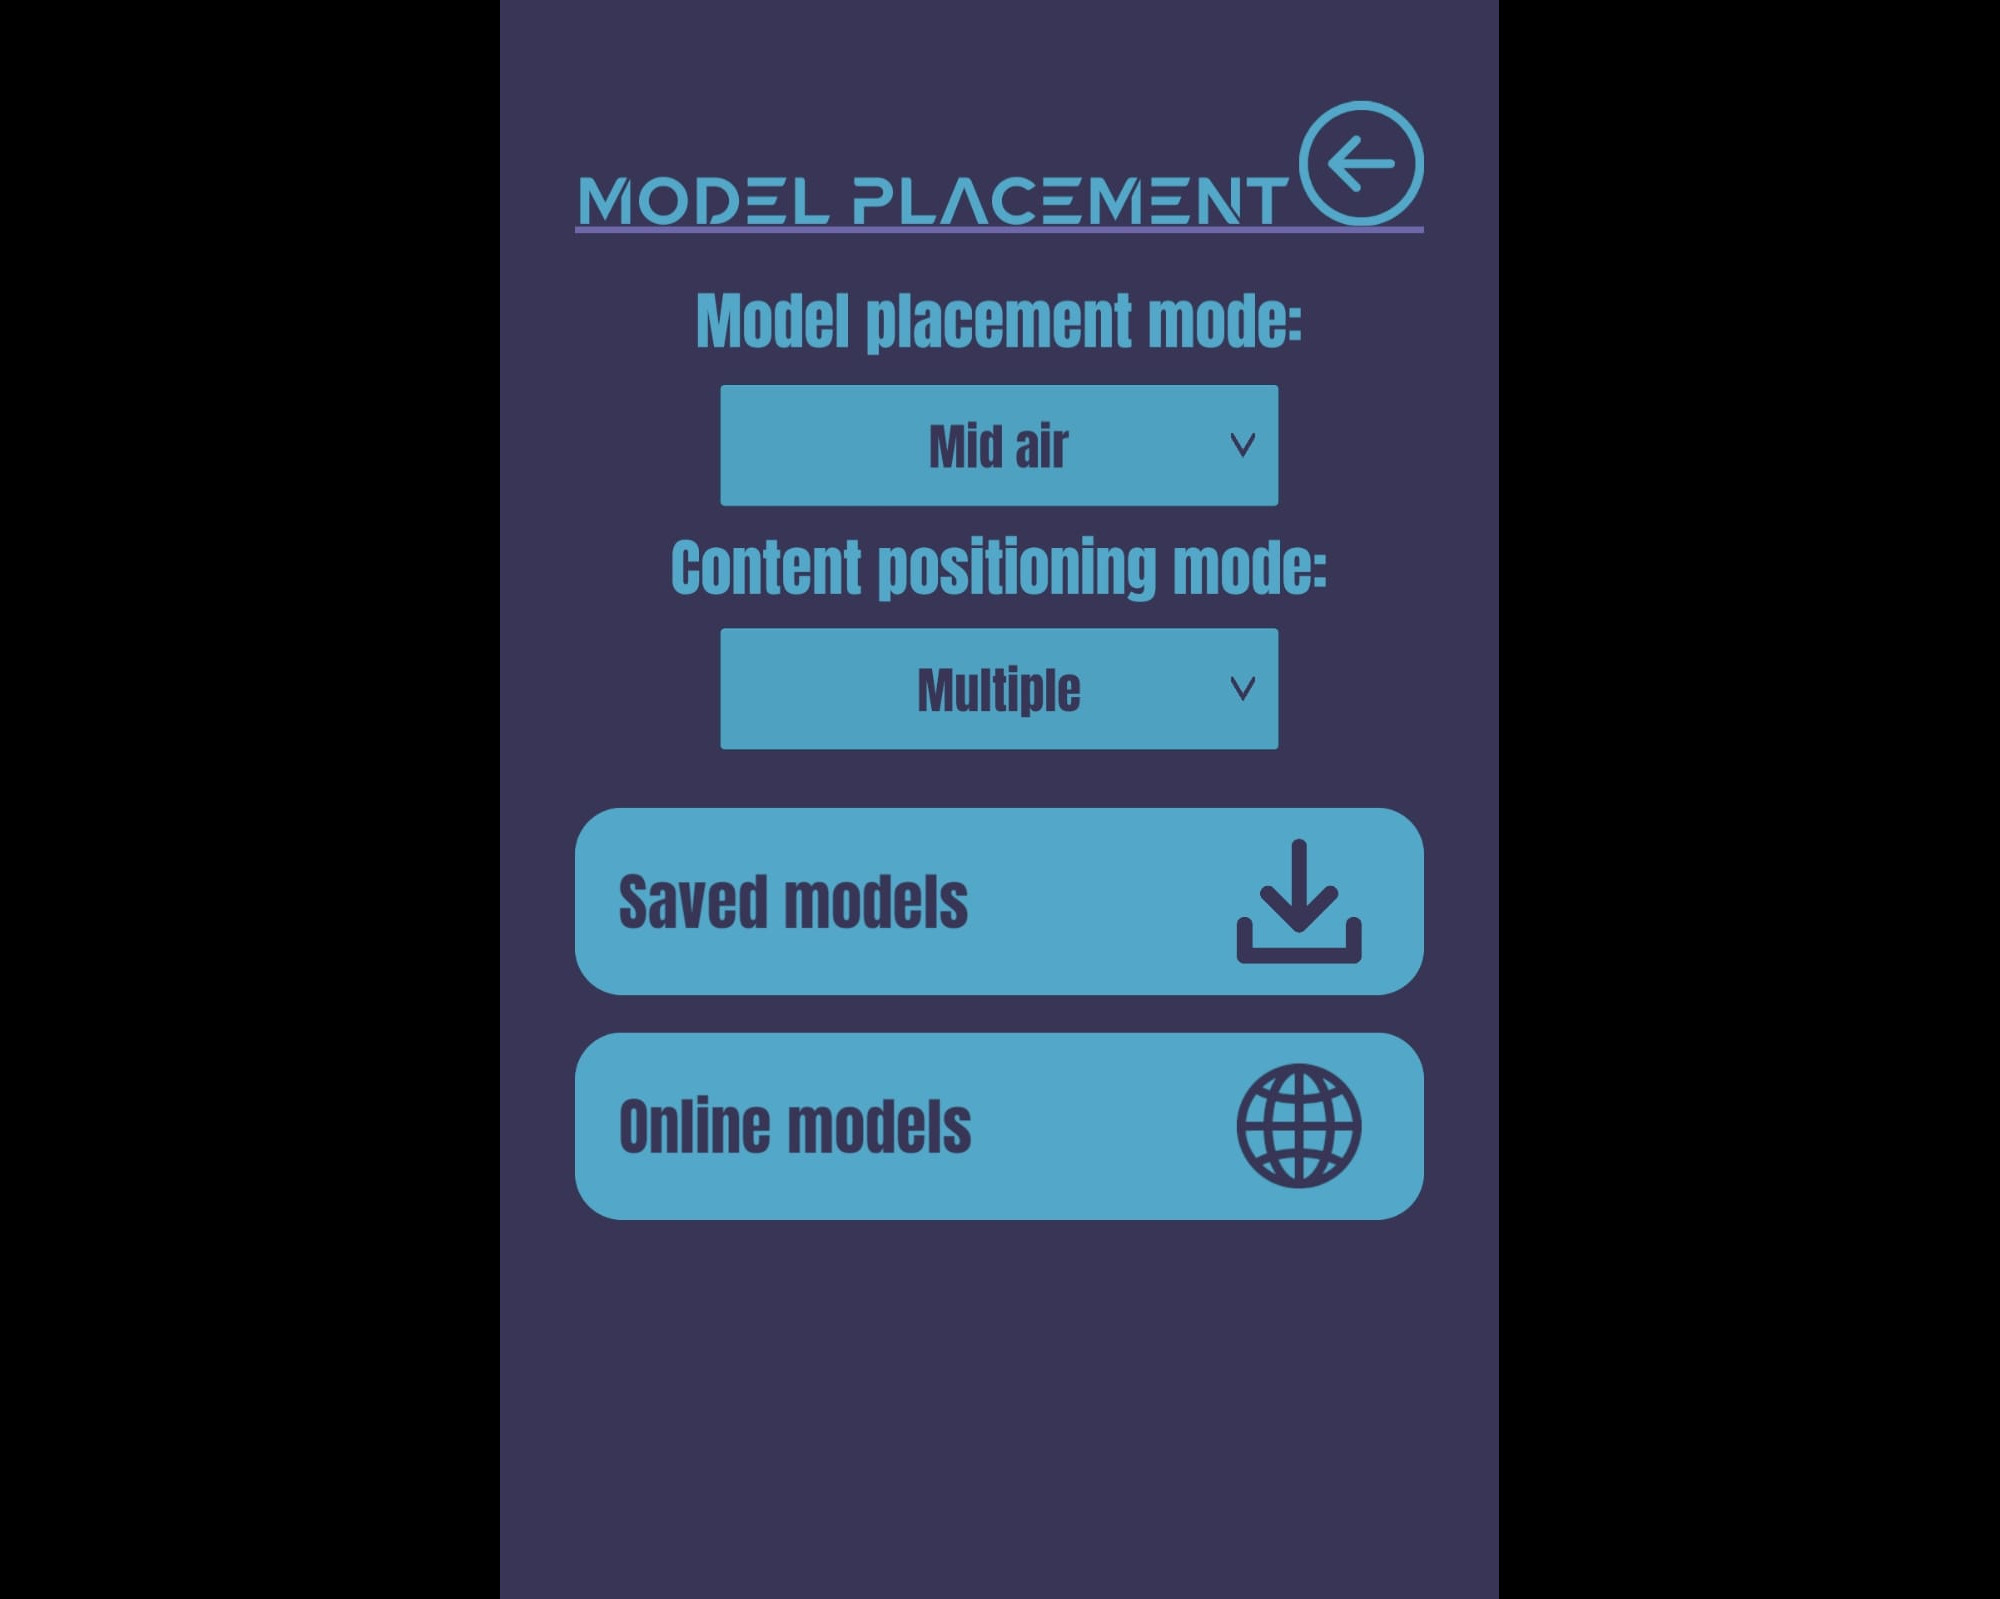 MODEL PLACEMENT
Model placement mode:
Mid air
Content positioning mode:
Multiple
Saved models
Online models